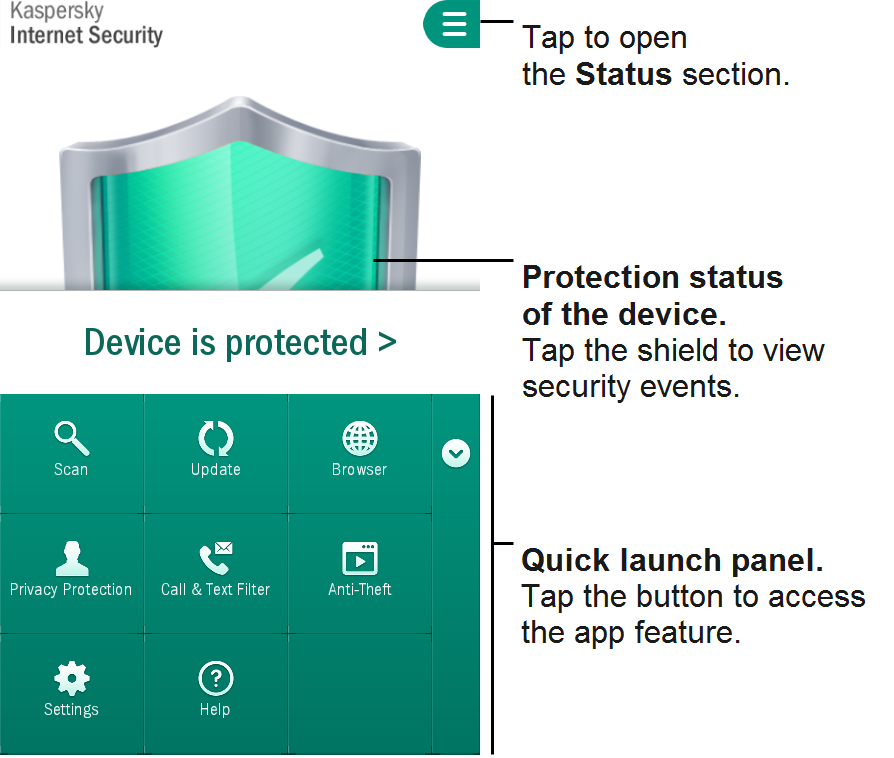 Kaspersky
Internet Security
Tap to open
the Status section.
Protection status
of the device.
Tap the shield to view
security events.
Device is protected >
Scan
Update
Browser
Privacy Protection
Call & Text Filter
Anti-Theft
Settings
Help
Quick launch panel.
Tap the button to access
the app feature.